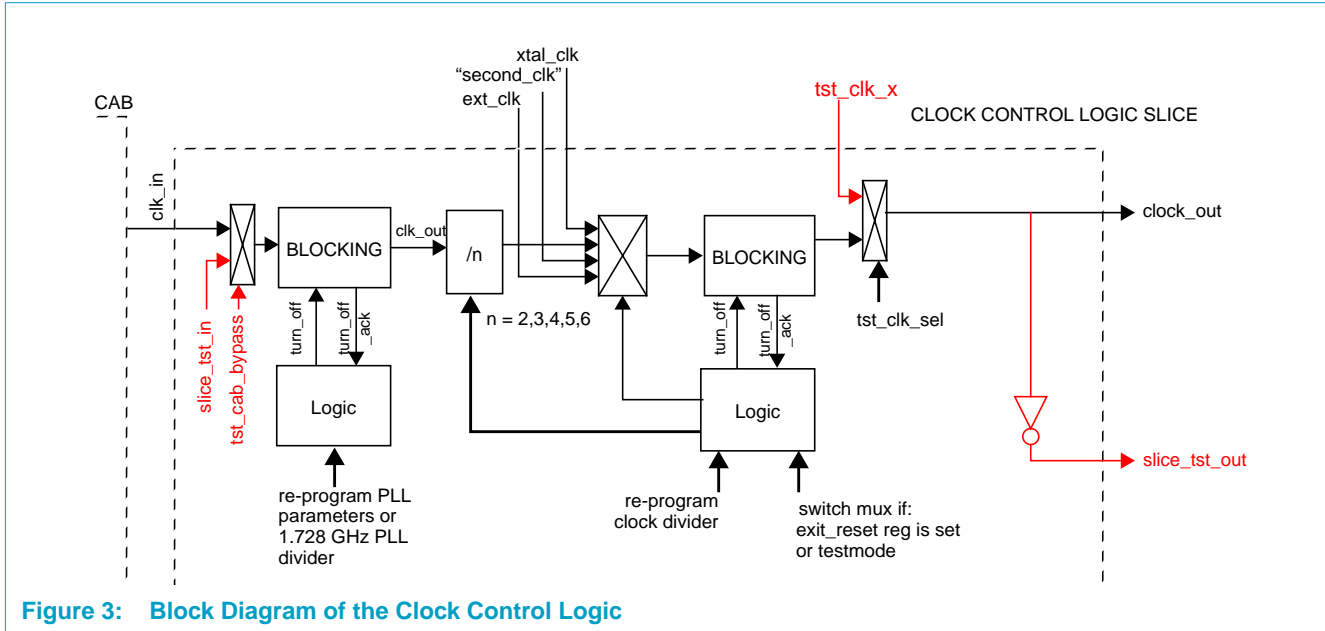 xtal_clk
“second_clk”
ext_clk
tst_clk_x
CAB
CLOCK CONTROL LOGIC SLICE
clk_in
BLOCKING
clk_out
/n
BLOCKING
clock_out
n = 2,3,4,5,6
tst_clk_sel
slice_tst_in
tst_cab_bypass
turn_off
turn_off
_ack
turn_off
turn_off
_ack
Logic
Logic
slice_tst_out
re-program PLL
parameters or
1.728 GHz PLL
divider
re-program
clock divider
switch mux if:
exit_reset reg is set
or testmode
Figure 3: Block Diagram of the Clock Control Logic